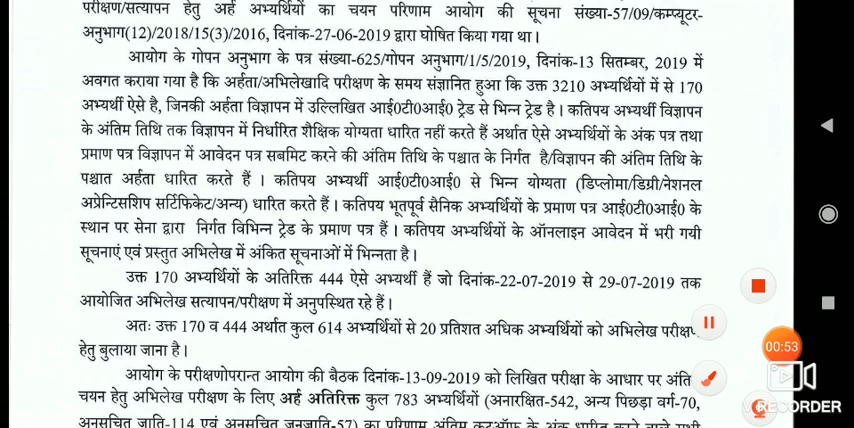 परीक्षण/सत्यापन हेतु अर्ह अभ्यर्थियों का चयन परिणाम आयोग की सूचना संख्या-57/09/कम्प्यूटर-
अनुभाग(12)/2018/15(3)/2016, दिनांक-27-06-2019 द्वारा घोषित किया गया था।
आयोग के गोपन अनुभाग के पत्र संख्या-625/गोपन अनुभाग/1/5/2019, दिनांक-13 सितम्बर, 2019 में
अवगत कराया गया है कि अर्हता/अभिलेखादि परीक्षण के समय संज्ञानित हुआ कि उक्त 3210 अभ्यर्थियों में से 170
अभ्यर्थी ऐसे है, जिनकी अर्हता विज्ञापन में उल्लिखित आई0टी0आई0 ट्रेड से भिन्न ट्रेड है। कतिपय अभ्यर्थी विज्ञापन
के अंतिम तिथि तक विज्ञापन में निर्धारित शैक्षिक योग्यता धारित नहीं करते हैं अर्थात ऐसे अभ्यर्थियों के अंक पत्र तथा
प्रमाण पत्र विज्ञापन में आवेदन पत्र सबमिट करने की अंतिम तिथि के पश्चात के निर्गत है/विज्ञापन की अंतिम तिथि के
पश्चात अर्हता धारित करते हैं । कतिपय अभ्यर्थी आई0टी0आई0 से भिन्न योग्यता (डिप्लोमा/डिग्री/नेशनल
अप्रेन्टिसशिप सर्टिफिकेट/अन्य) धारित करते हैं। कतिपय भूतपूर्व सैनिक अभ्यर्थियों के प्रमाण पत्र आई0टी0आई0 के
स्थान पर सेना द्वारा निर्गत विभिन्न ट्रेड के प्रमाण पत्र हैं। कतिपय अभ्यर्थियों के ऑनलाइन आवेदन में भरी गयी
सूचनाएं एवं प्रस्तुत अभिलेख में अंकित सूचनाओं में भिन्नता है।
उक्त 170 अभ्यर्थियों के अतिरिक्त 444 ऐसे अभ्यर्थी हैं जो दिनांक-22-07-2019 से 29-07-2019 तक
आयोजित अभिलेख सत्यापन/परीक्षण में अनुपस्थित रहे हैं।
अतः उक्त 170 व 444 अर्थात कुल 614 अभ्यर्थियों से 20 प्रतिशत अधिक अभ्यर्थियों को अभिलेख परीक्षण
हेतु बुलाया जाना है।
00:53
आयोग के परीक्षणोपरान्त आयोग की बैठक दिनांक-13-09-2019 को लिखित परीक्षा के आधार पर
चयन हेतु अभिलेख परीक्षण के लिए अर्ह अतिरिक्त कुल 783 अभ्यर्थियों (अनारक्षित-542, अन्य पिछड़ा वर्ग-70,
RECORDER
अनुसूचित जाति-114 एवं अनुसूचित जनजाति-57) का परिणाम अंतिम कटऑफ के अंक धारित करने वाले सभी